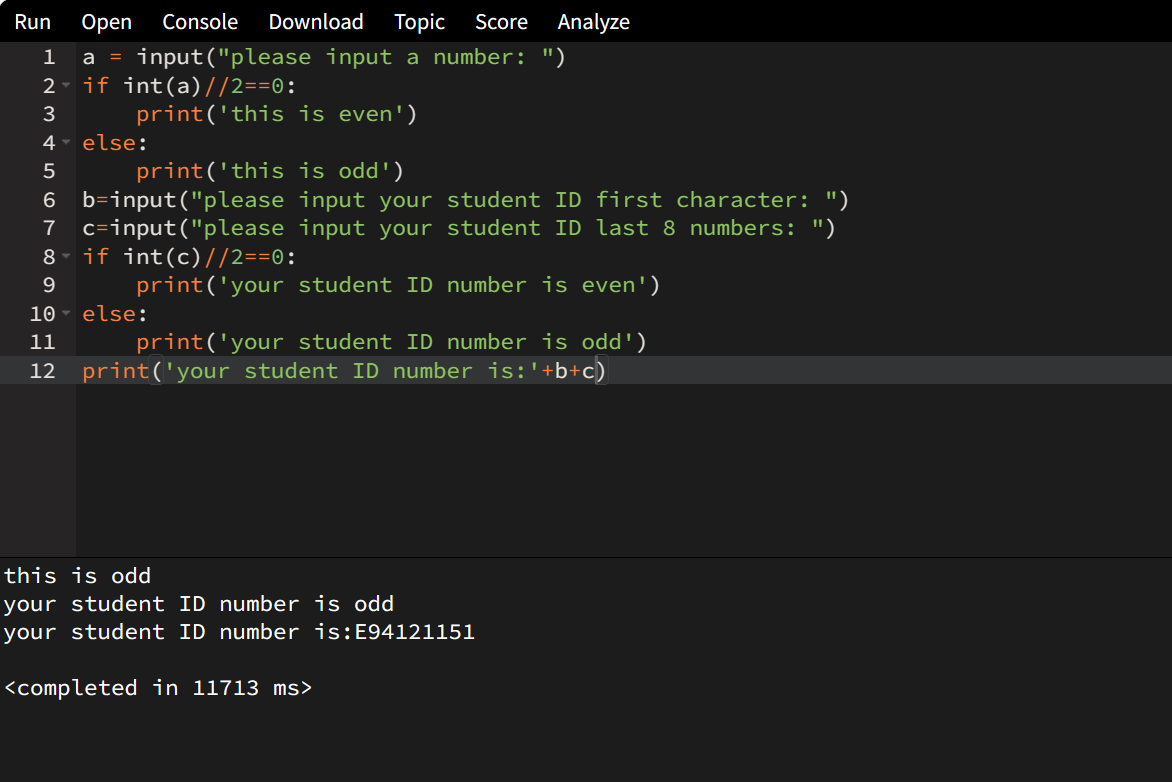 Run Open Console Download Topic Score Analyze
1 a = input("please input a number: ")
2 if int(a)//2==0:
3     print('this is even')
4 else:
5     print('this is odd')
6 b=input("please input your student ID first character: ")
7 c=input("please input your student ID last 8 numbers: ")
8 if int(c)//2==0:
9     print('your student ID number is even')
10 else:
11     print('your student ID number is odd')
12 print('your student ID number is:'+b+c)
this is odd
your student ID number is odd
your student ID number is:E94121151
<completed in 11713 ms>